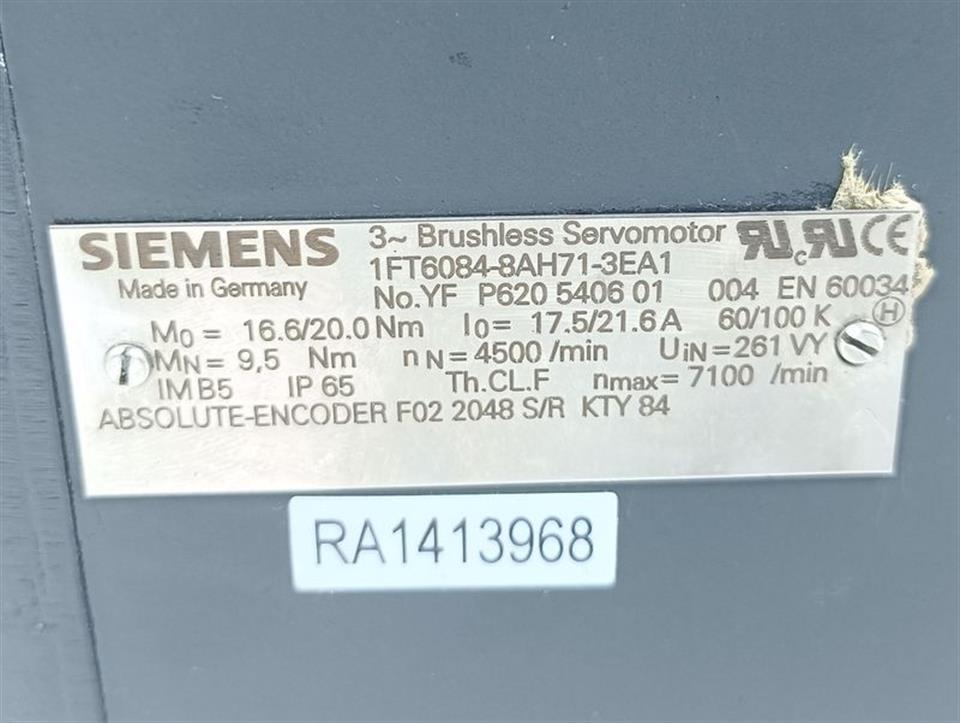 SIEMENS 3~ Brushless Servomotor c RU RU CE
Made in Germany 1FT6084-8AH71-3EA1
No.YF P620 5406 01 004 EN 60034
M0 = 16.6/20.0 Nm I0 = 17.5/21.6 A 60/100 K H
MN = 9,5 Nm nN = 4500 /min UiN = 261 VY
IM B5 IP 65 Th.CL.F nmax = 7100 /min
ABSOLUTE-ENCODER F02 2048 S/R KTY 84
RA1413968